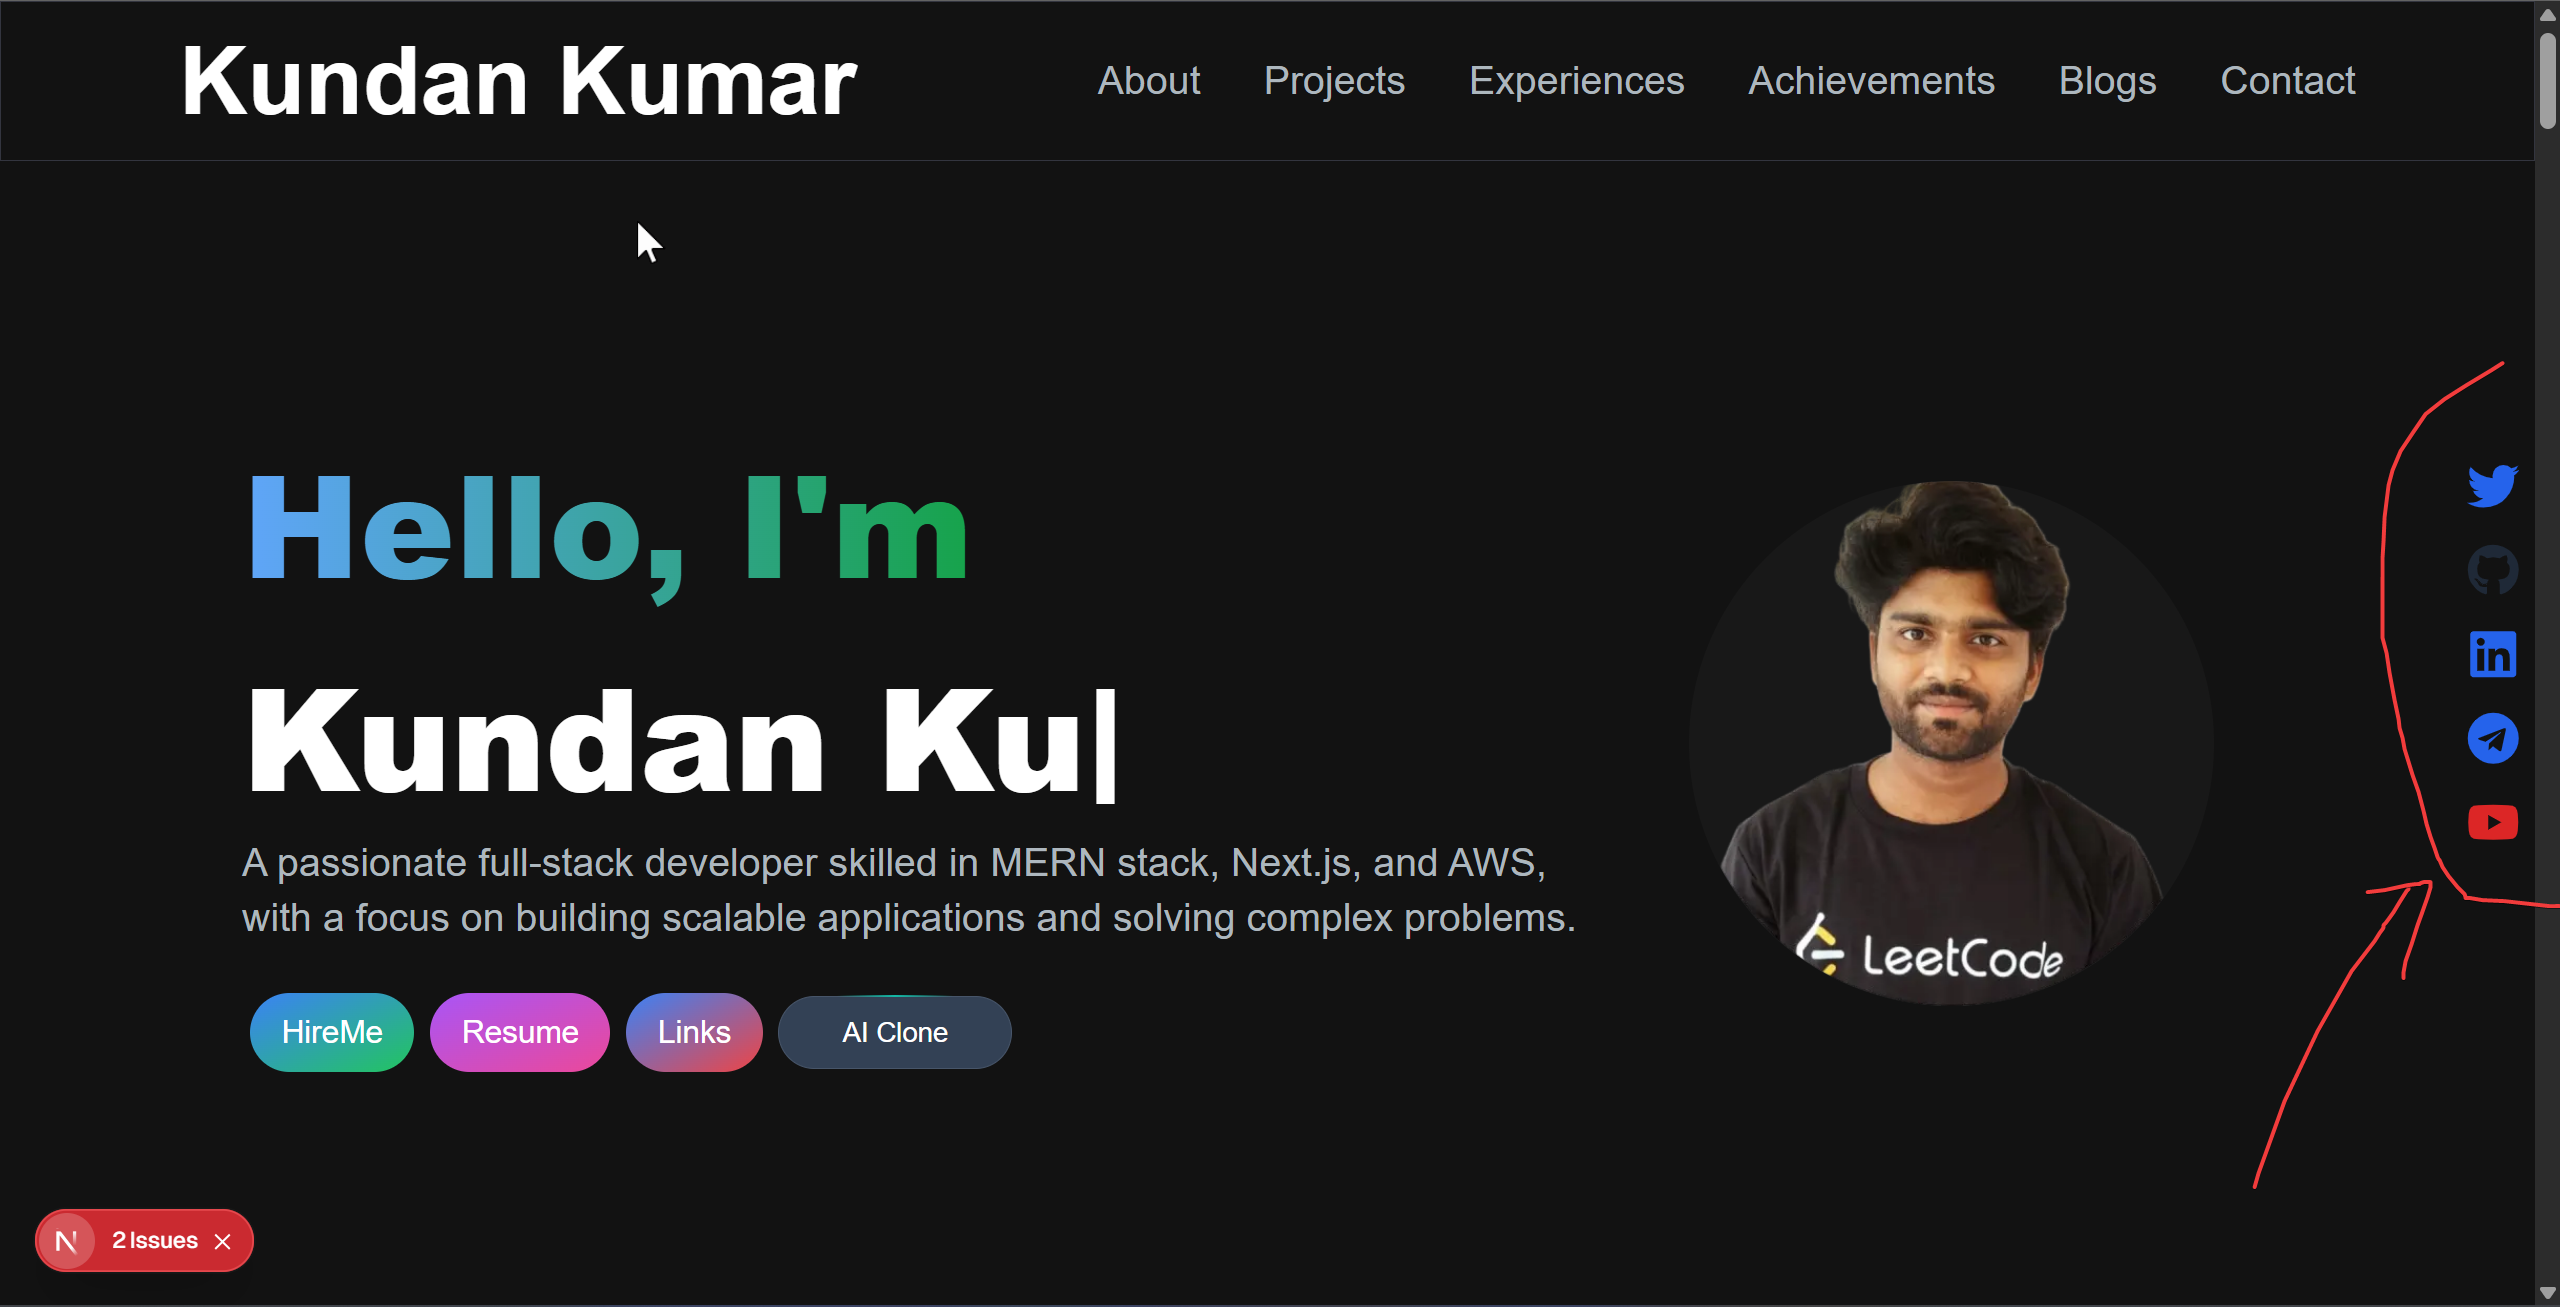 Kundan Kumar
About Projects Experiences Achievements Blogs Contact
Hello, I'm
Kundan Ku|
A passionate full-stack developer skilled in MERN stack, Next.js, and AWS,
with a focus on building scalable applications and solving complex problems.
LeetCode
HireMe Resume Links AI Clone
in
N 2 Issues